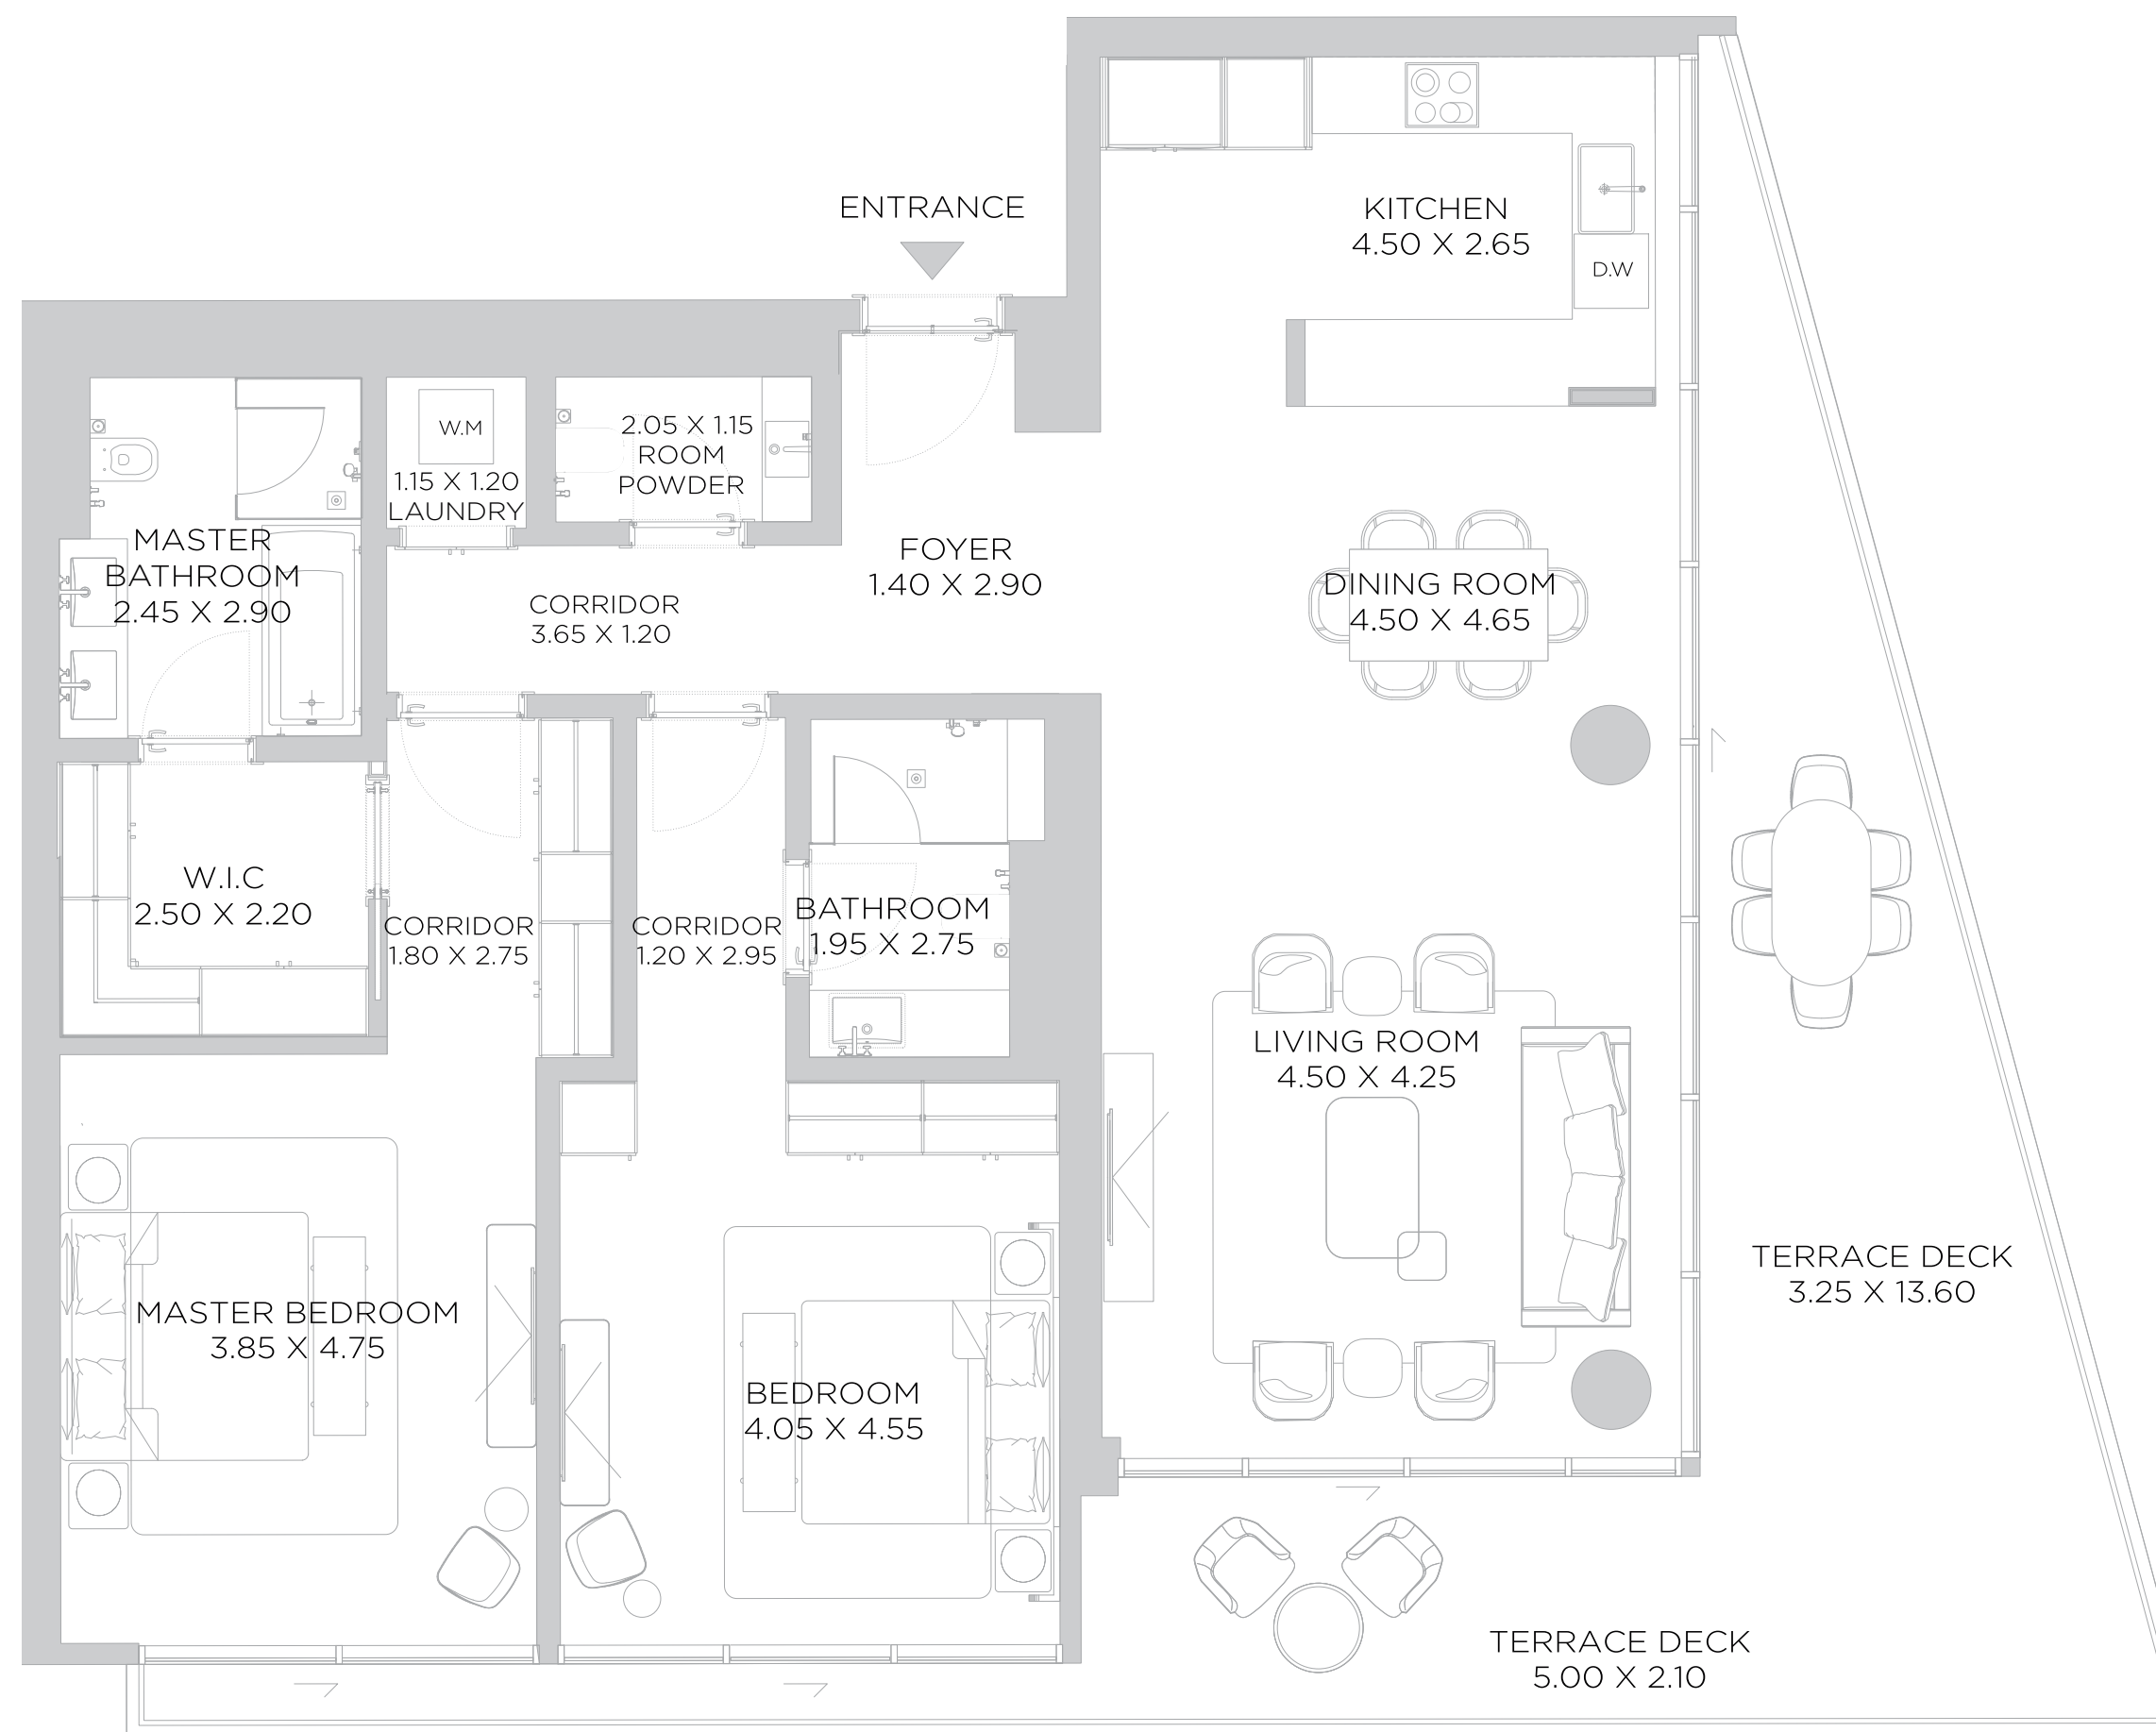 ENTRANCE
KITCHEN
4.50 X 2.65
D.W
W.M
1.15 X 1.20
LAUNDRY
2.05 X 1.15
ROOM
POWDER
MASTER
BATHROOM
2.45 X 2.90
FOYER
1.40 X 2.90
DINING ROOM
4.50 X 4.65
CORRIDOR
3.65 X 1.20
W.I.C
2.50 X 2.20
CORRIDOR
1.80 X 2.75
CORRIDOR
1.20 X 2.95
BATHROOM
1.95 X 2.75
LIVING ROOM
4.50 X 4.25
TERRACE DECK
3.25 X 13.60
MASTER BEDROOM
3.85 X 4.75
BEDROOM
4.05 X 4.55
TERRACE DECK
5.00 X 2.10